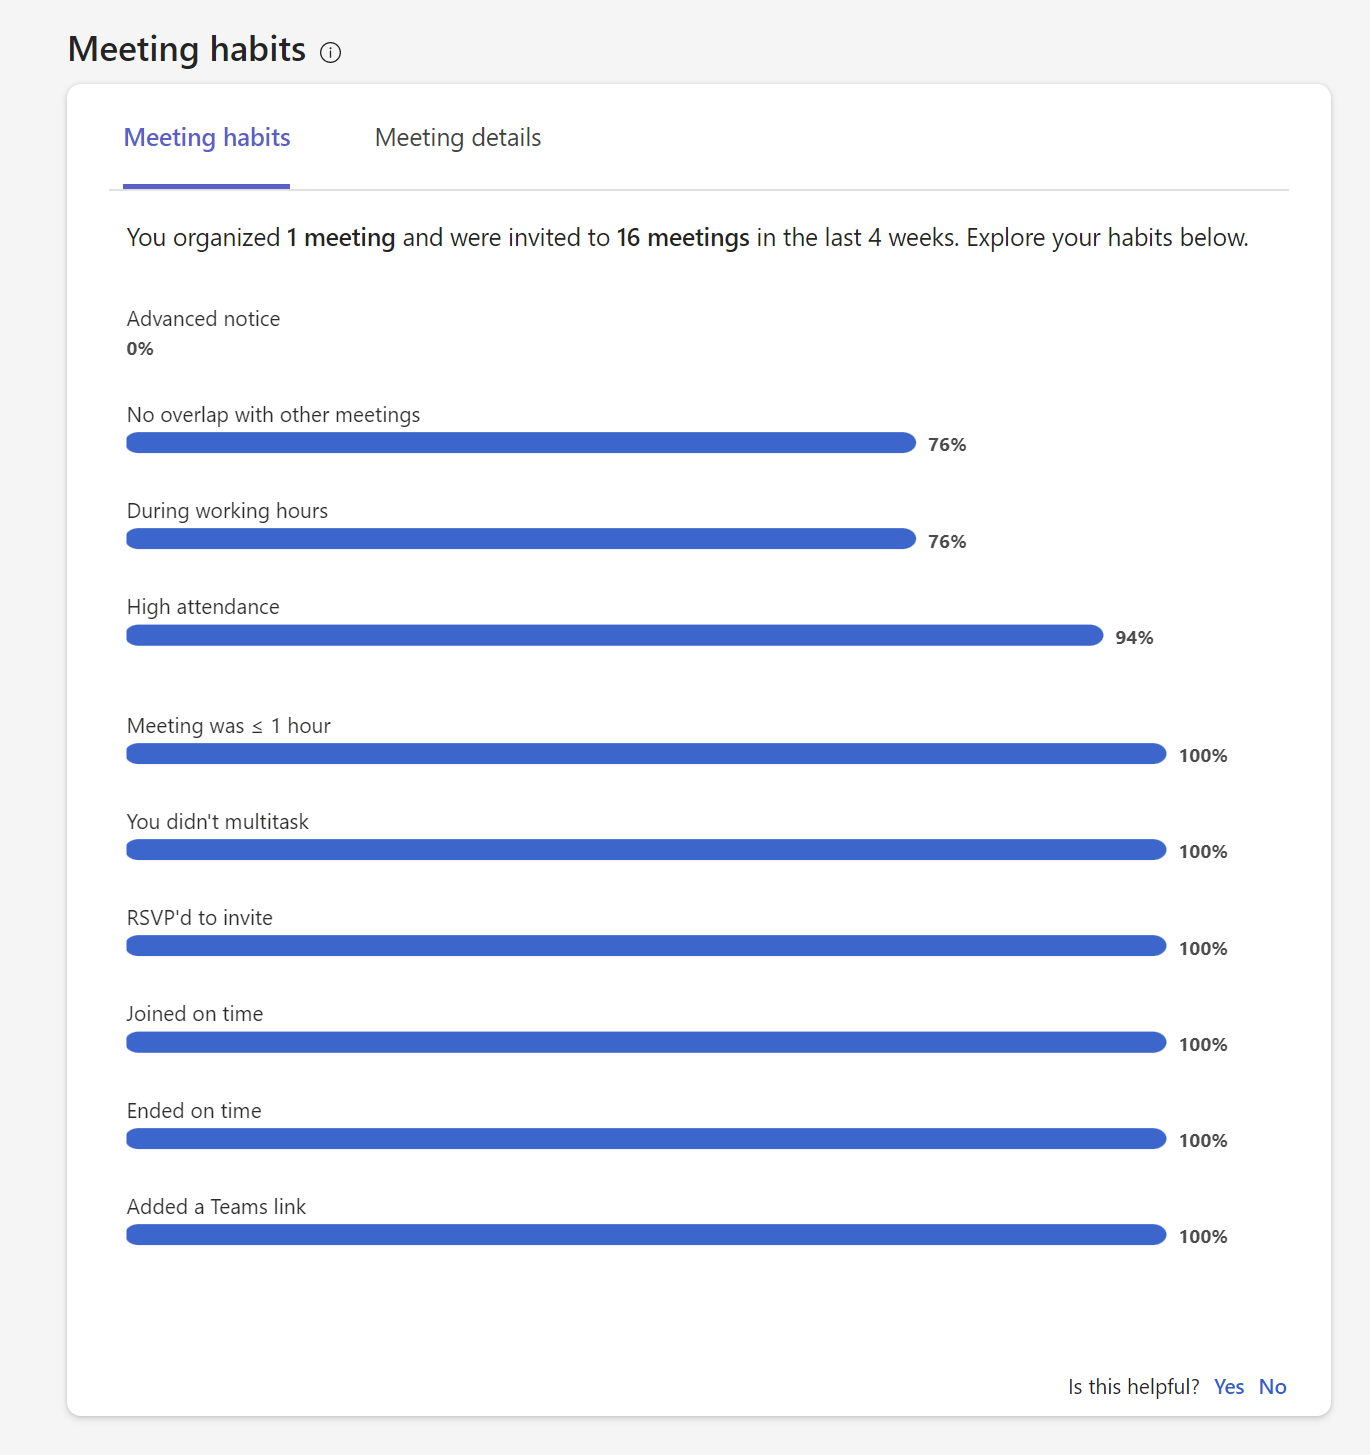 Meeting habits
Meeting habits
Meeting details
You organized 1 meeting and were invited to 16 meetings in the last 4 weeks. Explore your habits below.
Advanced notice
0%
No overlap with other meetings
76%
During working hours
76%
High attendance
94%
Meeting was ≤ 1 hour
100%
You didn't multitask
100%
RSVP'd to invite
100%
Joined on time
100%
Ended on time
100%
Added a Teams link
100%
Is this helpful? Yes No